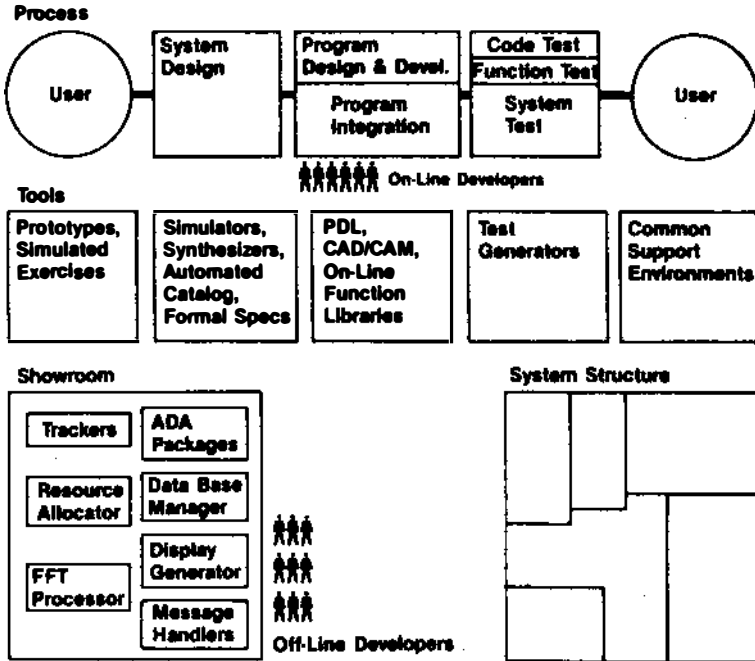 Process
User
System
Design
Program
Design & Devel.
Program
Integration
Code Test
Function Test
System
Test
User
On-Line Developers
Tools
Prototypes,
Simulated
Exercises
Simulators,
Synthesizers,
Automated
Catalog,
Formal Specs
PDL,
CAD/CAM,
On-Line
Function
Libraries
Test
Generators
Common
Support
Environments
Showroom
Trackers
ADA
Packages
Resource
Allocator
Data Base
Manager
FFT
Processor
Display
Generator
Message
Handlers
Off-Line Developers
System Structure